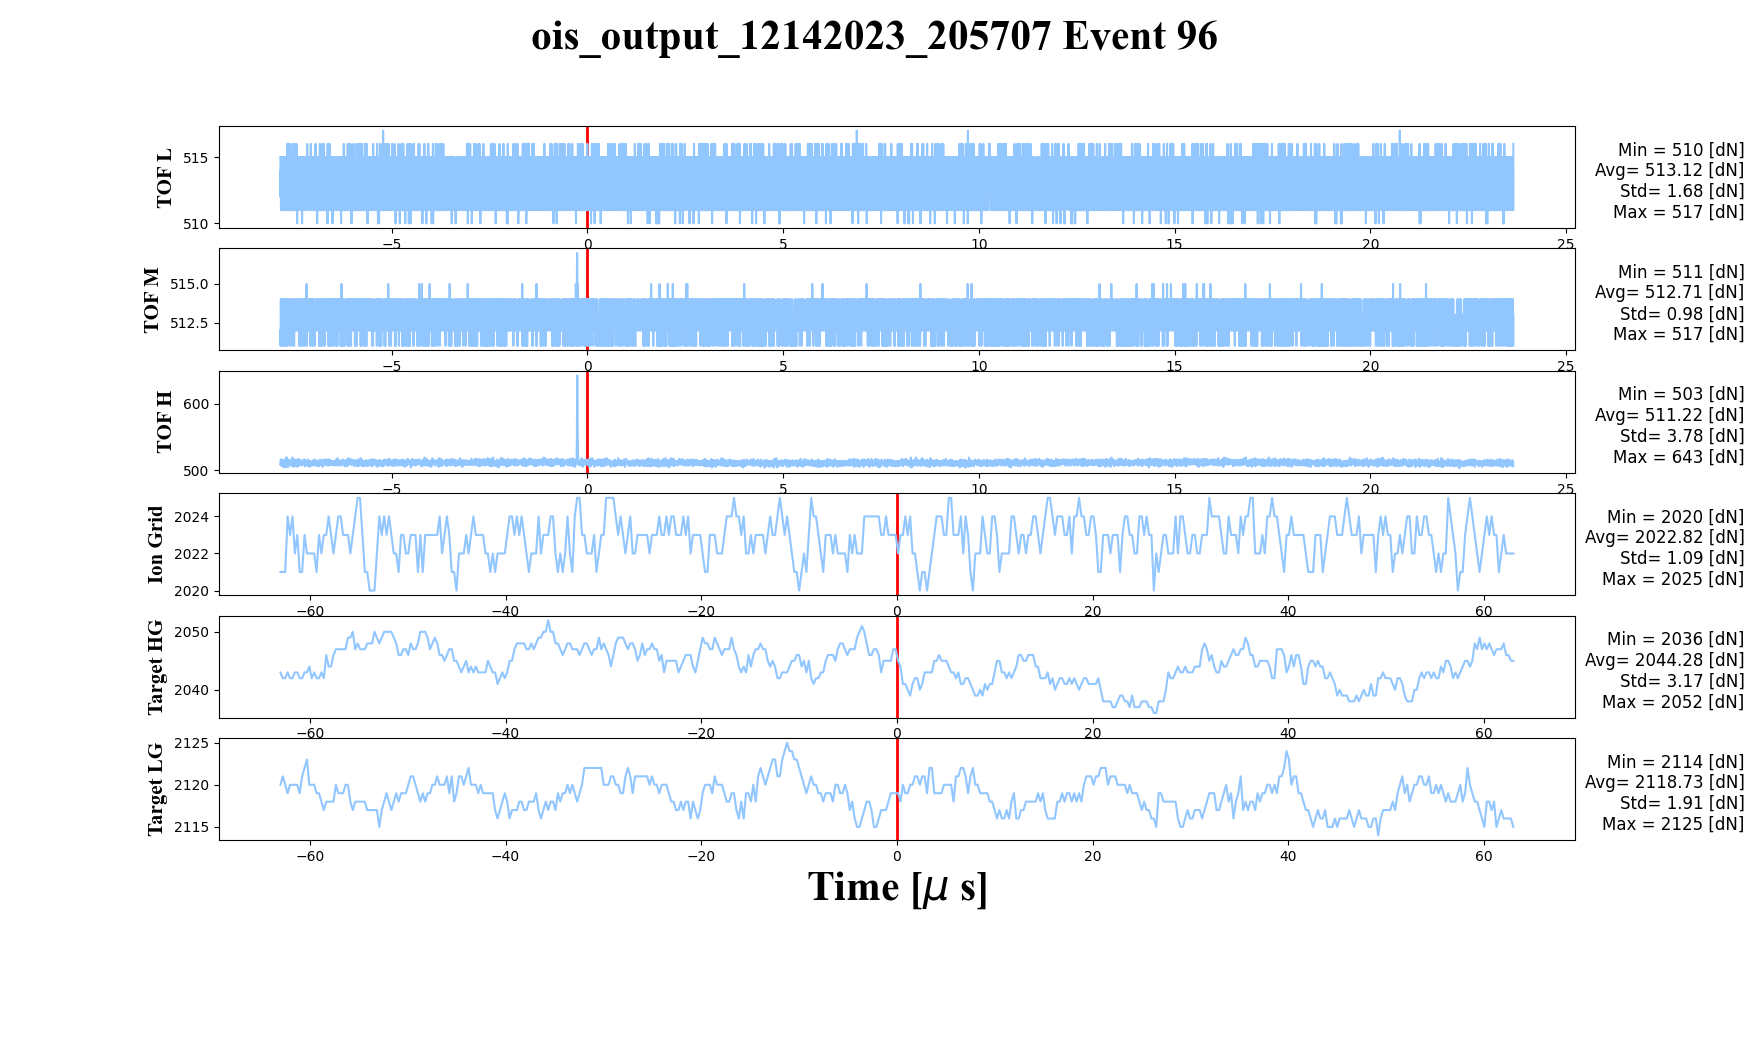 ois_output_12142023_205707 Event 96
TOF L
515
510
−5 0 5 10 15 20 25
Min = 510 [dN]
Avg= 513.12 [dN]
Std= 1.68 [dN]
Max = 517 [dN]
TOF M
515.0
512.5
−5 0 5 10 15 20 25
Min = 511 [dN]
Avg= 512.71 [dN]
Std= 0.98 [dN]
Max = 517 [dN]
TOF H
600
500
−5 0 5 10 15 20 25
Min = 503 [dN]
Avg= 511.22 [dN]
Std= 3.78 [dN]
Max = 643 [dN]
Ion Grid
2024
2022
2020
−60 −40 −20 0 20 40 60
Min = 2020 [dN]
Avg= 2022.82 [dN]
Std= 1.09 [dN]
Max = 2025 [dN]
Target HG
2050
2040
−60 −40 −20 0 20 40 60
Min = 2036 [dN]
Avg= 2044.28 [dN]
Std= 3.17 [dN]
Max = 2052 [dN]
Target LG
2125
2120
2115
−60 −40 −20 0 20 40 60
Min = 2114 [dN]
Avg= 2118.73 [dN]
Std= 1.91 [dN]
Max = 2125 [dN]
Time [μ s]